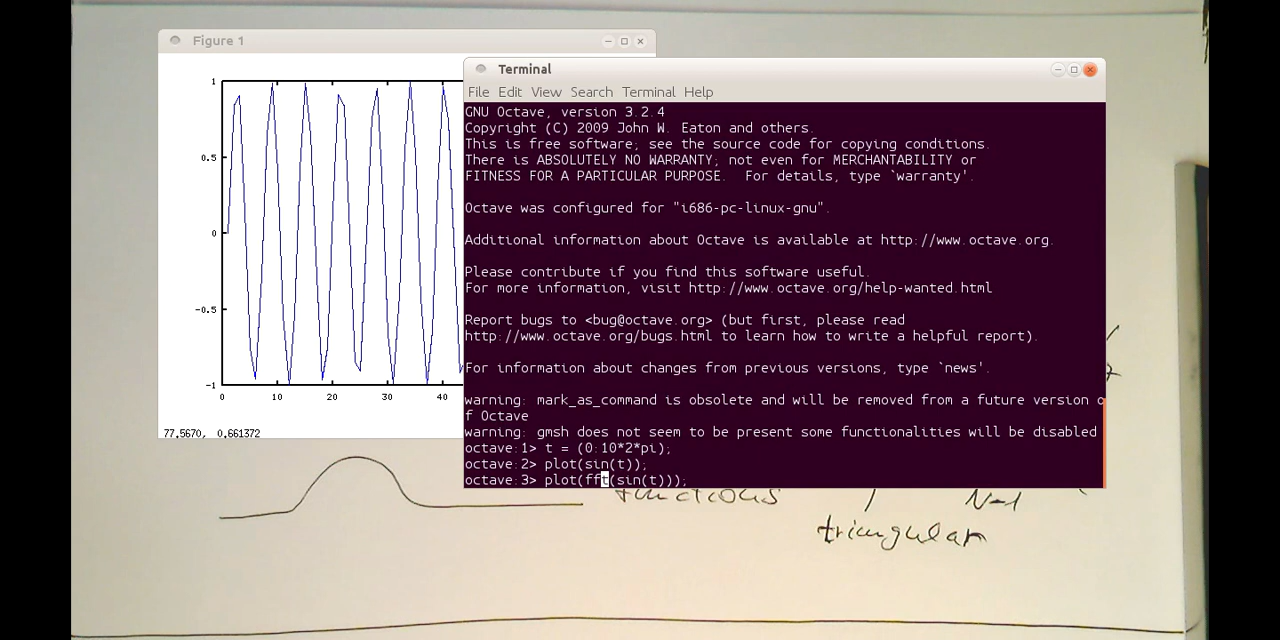 Figure 1
1
0.5
0
-0.5
-1
0
10
20
30
40
77.5670, 0.661372
Terminal
File Edit View Search Terminal Help
GNU Octave, version 3.2.4
Copyright (C) 2009 John W. Eaton and others.
This is free software; see the source code for copying conditions.
There is ABSOLUTELY NO WARRANTY; not even for MERCHANTABILITY or
FITNESS FOR A PARTICULAR PURPOSE.  For details, type `warranty'.
Octave was configured for "i686-pc-linux-gnu".
Additional information about Octave is available at http://www.octave.org.
Please contribute if you find this software useful.
For more information, visit http://www.octave.org/help-wanted.html
Report bugs to <bug@octave.org> (but first, please read
http://www.octave.org/bugs.html to learn how to write a helpful report).
For information about changes from previous versions, type `news'.
warning: mark_as_command is obsolete and will be removed from a future version o
f Octave
warning: gmsh does not seem to be present some functionalities will be disabled
octave:1> t = (0:10*2*pi);
octave:2> plot(sin(t));
octave:3> plot(fft(sin(t)));
functions
N-1
triangular